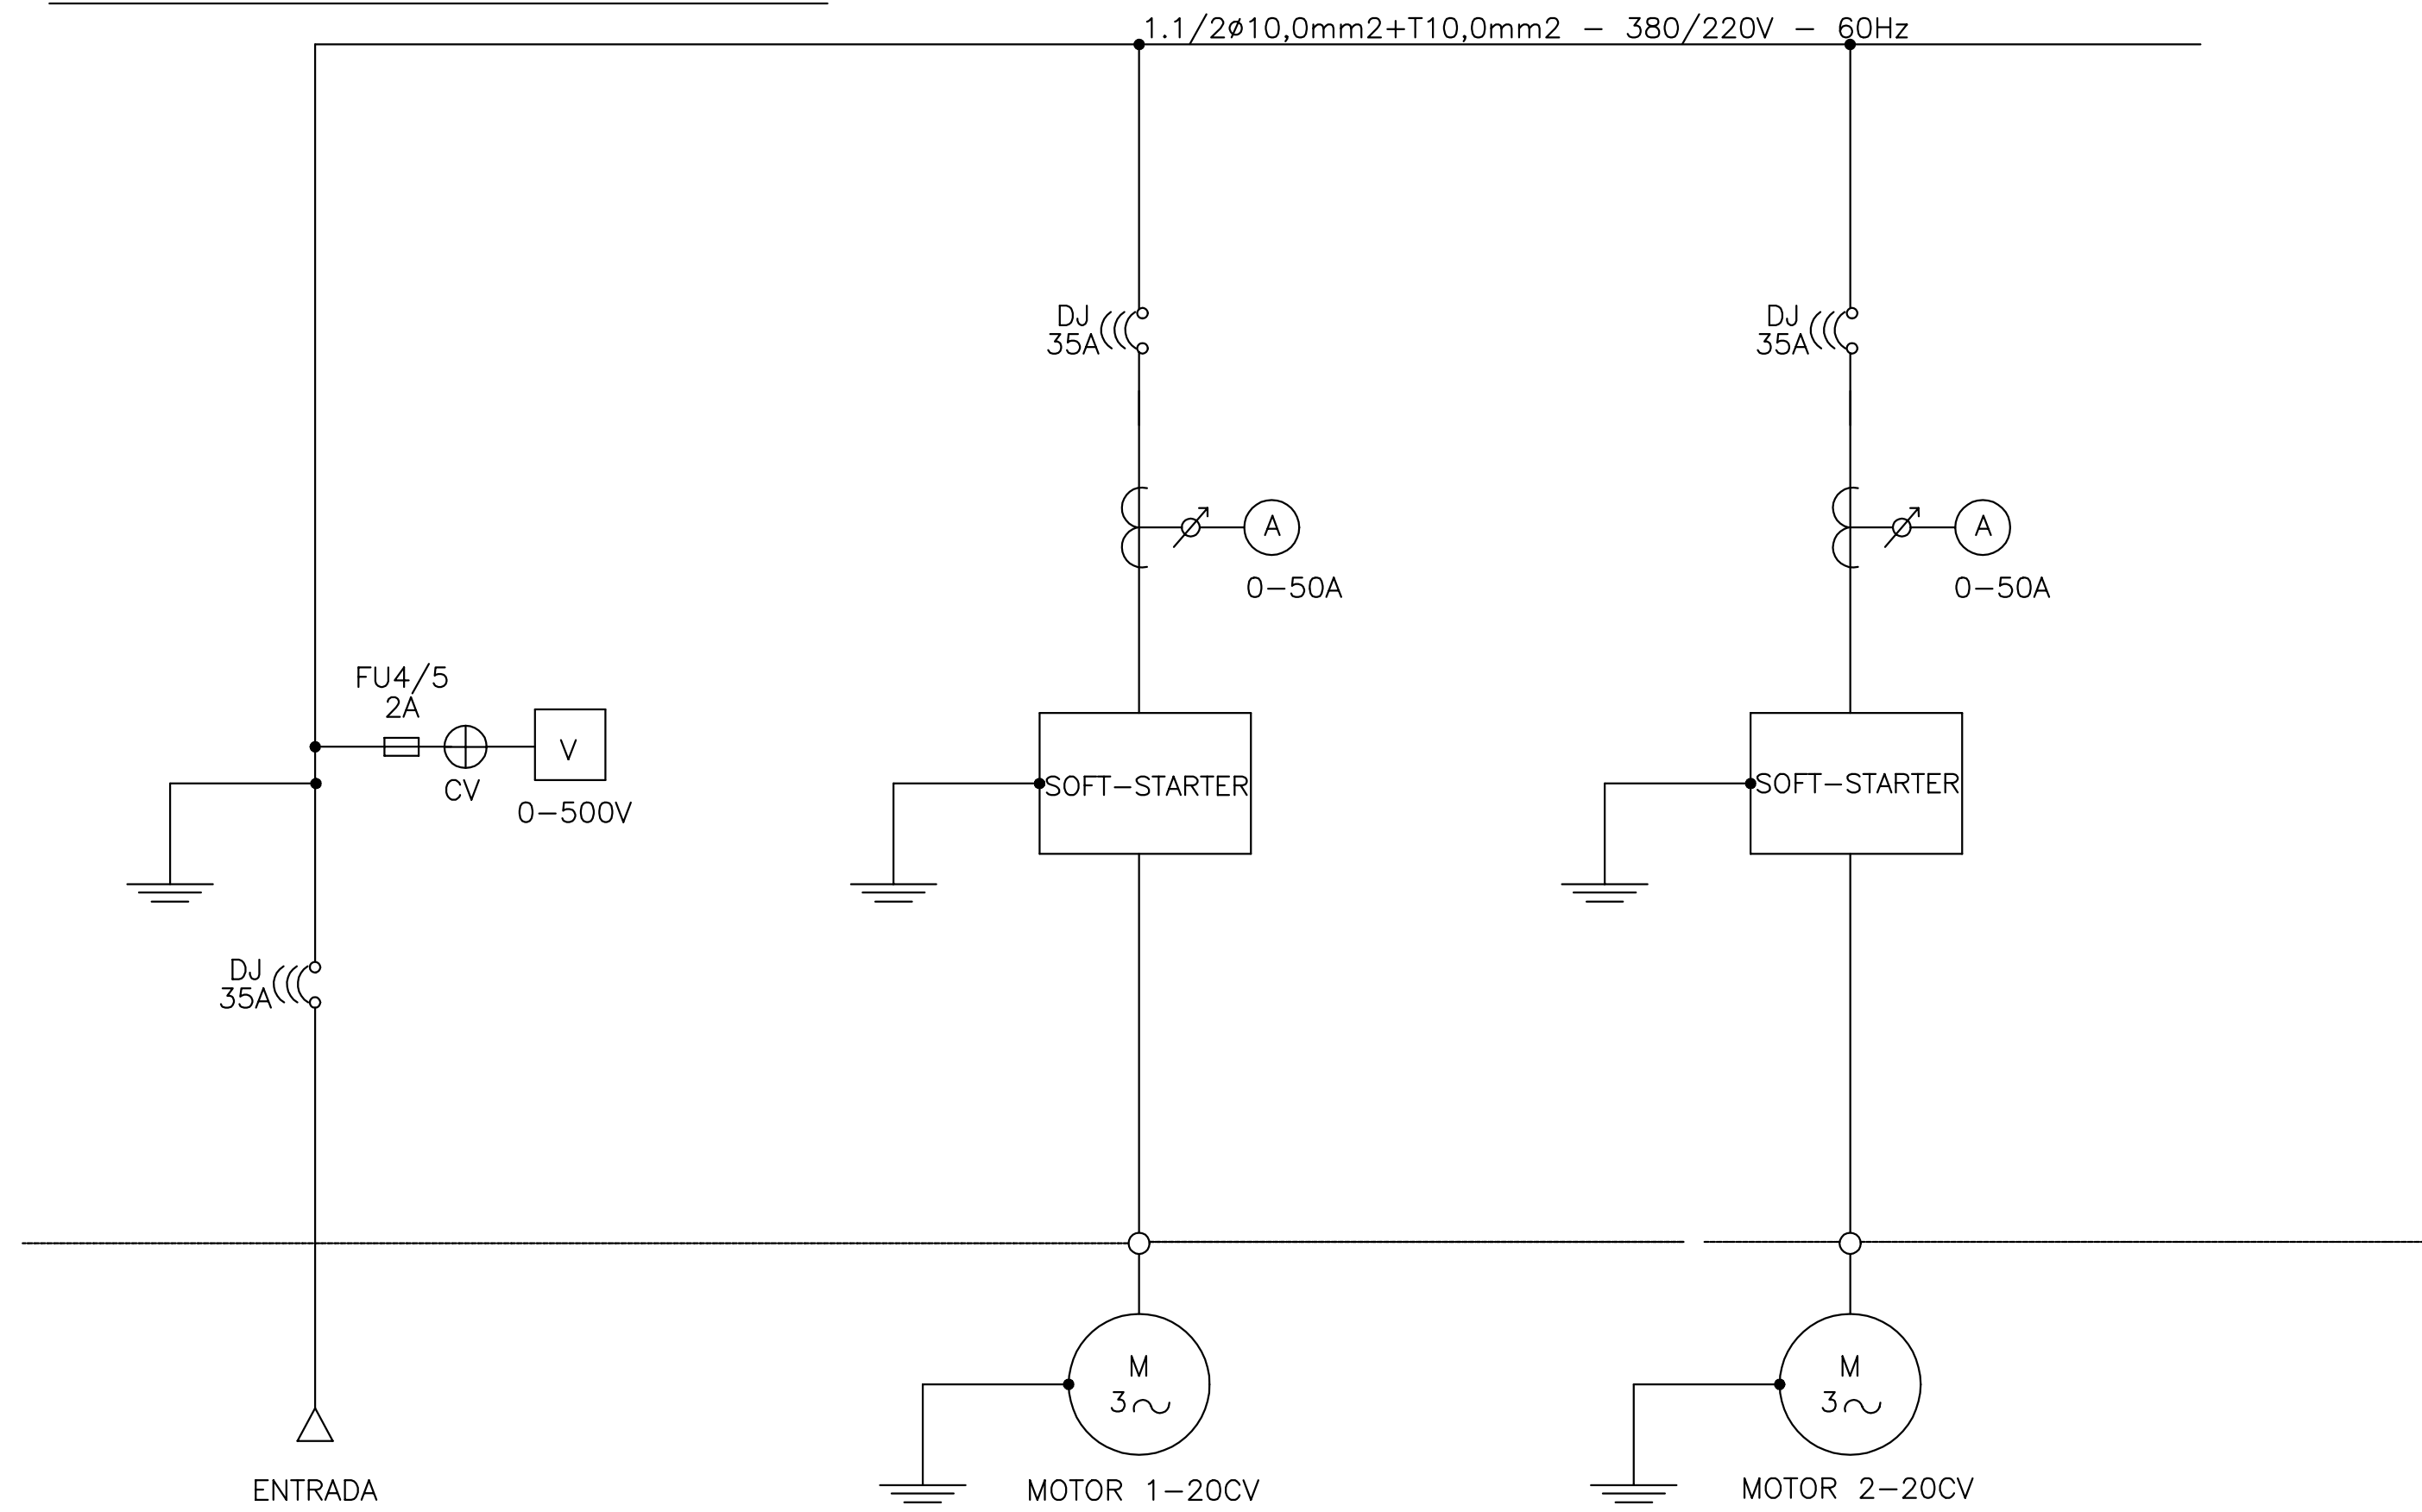 1.1/2ø10,0mm2+T10,0mm2 - 380/220V - 60Hz
DJ
35A
DJ
35A
A
0-50A
A
0-50A
FU4/5
2A
V
CV
0-500V
SOFT-STARTER
SOFT-STARTER
DJ
35A
M
3~
M
3~
ENTRADA
MOTOR 1-20CV
MOTOR 2-20CV